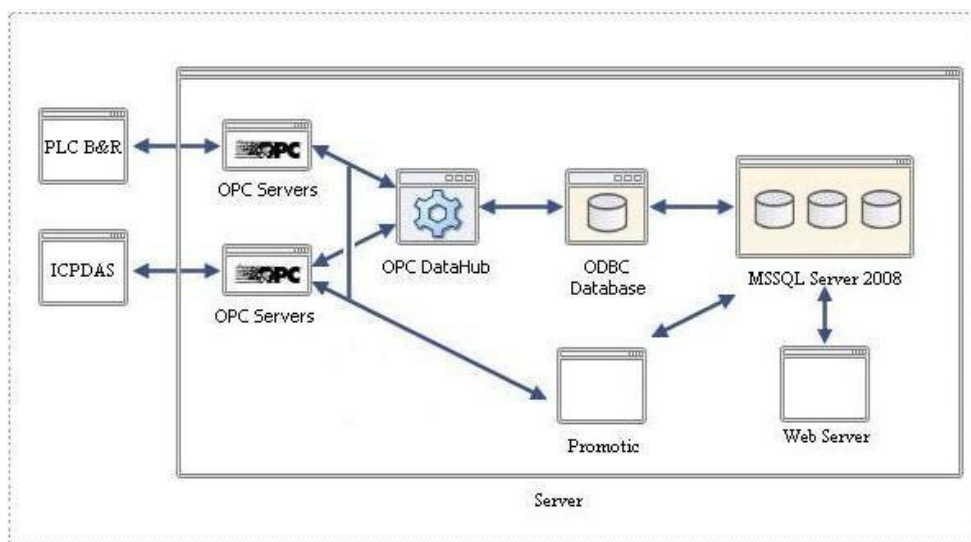 PLC B&R
OPC
OPC Servers
ICPDAS
OPC
OPC Servers
OPC DataHub
ODBC
Database
MSSQL Server 2008
Promotic
Web Server
Server